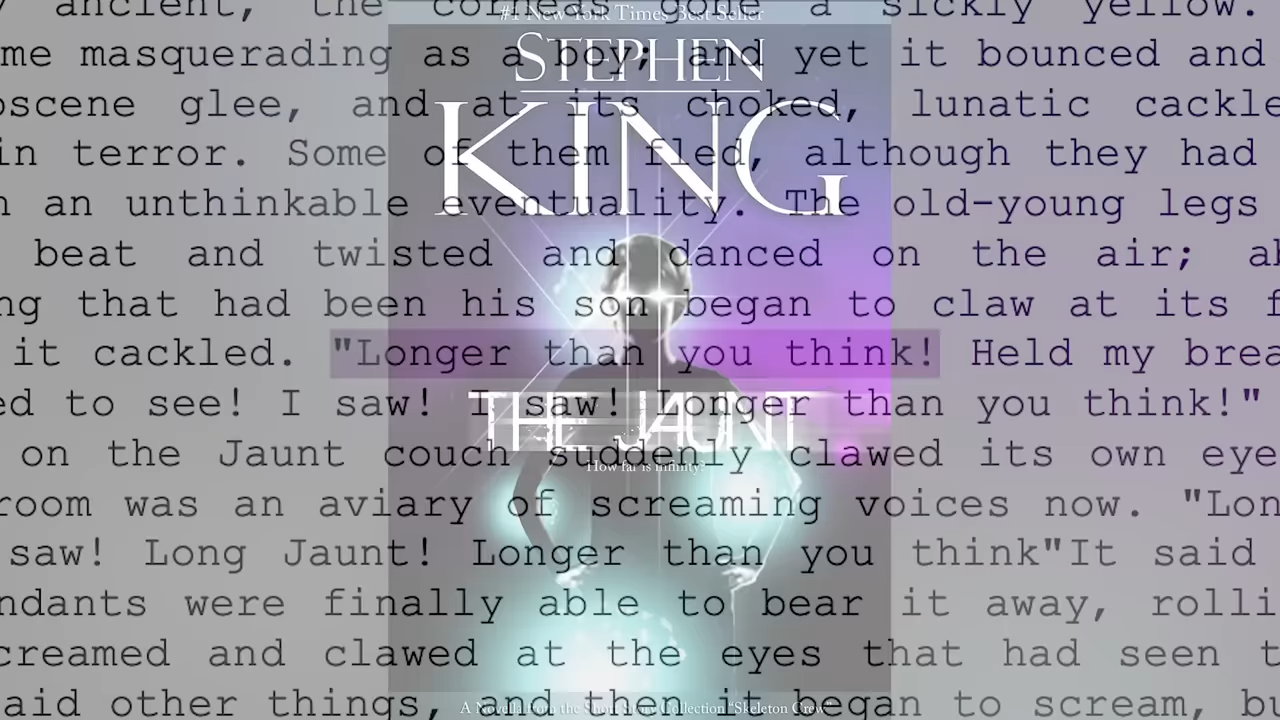 #1 New York Times Best Seller
STEPHEN
KING
THE JAUNT
How far is infinity?
A Novella from the Short Story Collection "Skeleton Crew"
ancient, the corneas gone a sickly yellow.
me masquerading as a boy; and yet it bounced and
scene glee, and at its choked, lunatic cackle
in terror. Some of them fled, although they had
an unthinkable eventuality. The old-young legs
beat and twisted and danced on the air;
ng that had been his son began to claw at its f
it cackled. "Longer than you think! Held my brea
ed to see! I saw! I saw! Longer than you think!"
on the Jaunt couch suddenly clawed its own eye
room was an aviary of screaming voices now. "Lon
saw! Long Jaunt! Longer than you think"It said
ndants were finally able to bear it away, rolli
creamed and clawed at the eyes that had seen t
aid other things, and then it began to scream, bu